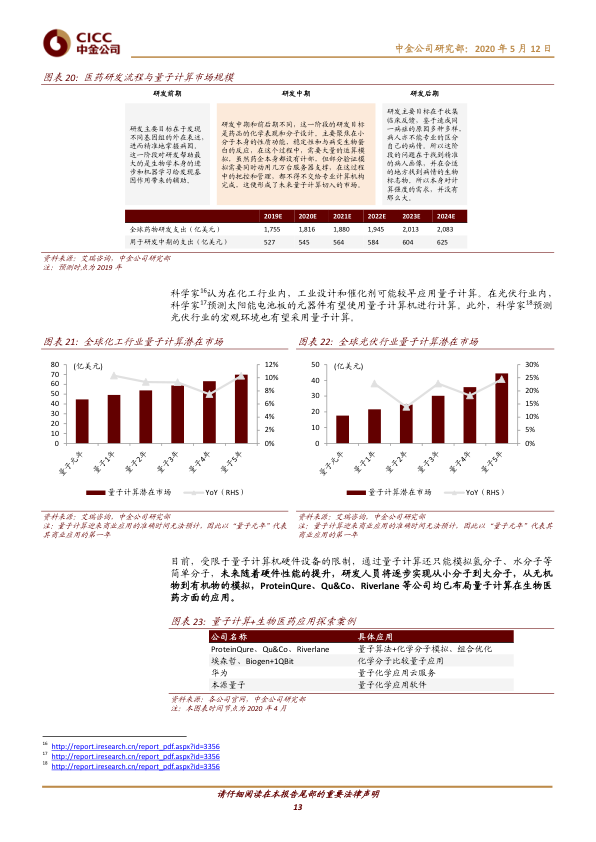 CICC
中金公司
中金公司研究部：2020 年 5 月 12 日
图表 20：医药研发流程与量子计算市场规模
研发前期
研发主要目标在于发现
不同基因组的外在表达，
进而精准地掌握病因。
这一阶段对研发帮助最
大的是生物学本身的进
步和机器学习给发现基
因作用带来的辅助。
研发中期
研发中期和前后期不同，这一阶段的研发目标
是药品的化学表现和分子设计。主要聚焦在小
分子本身的性质功能，稳定性和与病变生物蛋
白的反应。在这个过程中，需要大量的运算模
拟。虽然药企本身都设有计部，但部分验证模
拟需要同时动用几万台服务器支撑，在这过程
中的把控和管理，都不得不交给专业计算机构
完成。这便形成了未来量子计算切入的市场。
研发后期
研发主要目标在于收集
临床反馈。鉴于造成同
一病症的原因多种多样，
病人亦不能专业的区分
自己的病情。所以这阶
段的问题在于找到精准
的病人画像，并在合适
的地方找到病情的生物
标志物。所以本身对计
算强度的需求，并没有
那么大。
2019E 2020E 2021E 2022E 2023E 2024E
全球药物研发支出（亿美元） 1,755 1,816 1,880 1,945 2,013 2,083
用于研发中期的支出（亿美元） 527 545 564 584 604 625
资料来源：艾瑞咨询，中金公司研究部
注：预测时点为 2019 年
科学家16认为在化工行业内，工业设计和催化剂可能较早应用量子计算。在光伏行业内，
科学家17预测太阳能电池板的元器件有望使用量子计算机进行计算。此外，科学家18预测
光伏行业的宏观环境也有望采用量子计算。
图表 21：全球化工行业量子计算潜在市场
(亿美元)
80
70
60
50
40
30
20
10
0
12%
10%
8%
6%
4%
2%
0%
量子元年 量子1年 量子2年 量子3年 量子4年 量子5年
量子计算潜在市场 YoY（RHS）
资料来源：艾瑞咨询，中金公司研究部
注：量子计算迎来商业应用的准确时间无法预计，因此以“量子元年”代表
其商业应用的第一年
图表 22：全球光伏行业量子计算潜在市场
(亿美元)
50
40
30
20
10
0
30%
25%
20%
15%
10%
5%
0%
量子元年 量子1年 量子2年 量子3年 量子4年 量子5年
量子计算潜在市场 YoY（RHS）
资料来源：艾瑞咨询，中金公司研究部
注：量子计算迎来商业应用的准确时间无法预计，因此以“量子元年”代表
其商业应用的第一年
目前，受限于量子计算机硬件设备的限制，通过量子计算还只能模拟氢分子、水分子等
简单分子，未来随着硬件性能的提升，研发人员将逐步实现从小分子到大分子，从无机
物到有机物的模拟，ProteinQure、Qu&Co、Riverlane 等公司均已布局量子计算在生物医
药方面的应用。
图表 23：量子计算+生物医药应用探索案例
公司名称 具体应用
ProteinQure、Qu&Co、Riverlane 量子算法+化学分子模拟、组合优化
埃森哲、Biogen+1QBit 化学分子比较量子应用
华为 量子化学应用云服务
本源量子 量子化学应用软件
资料来源：各公司官网，中金公司研究部
注：本图表时间节点为 2020 年 4 月
16 http://report.iresearch.cn/report_pdf.aspx?id=3356
17 http://report.iresearch.cn/report_pdf.aspx?id=3356
18 http://report.iresearch.cn/report_pdf.aspx?id=3356
请仔细阅读在本报告尾部的重要法律声明
13